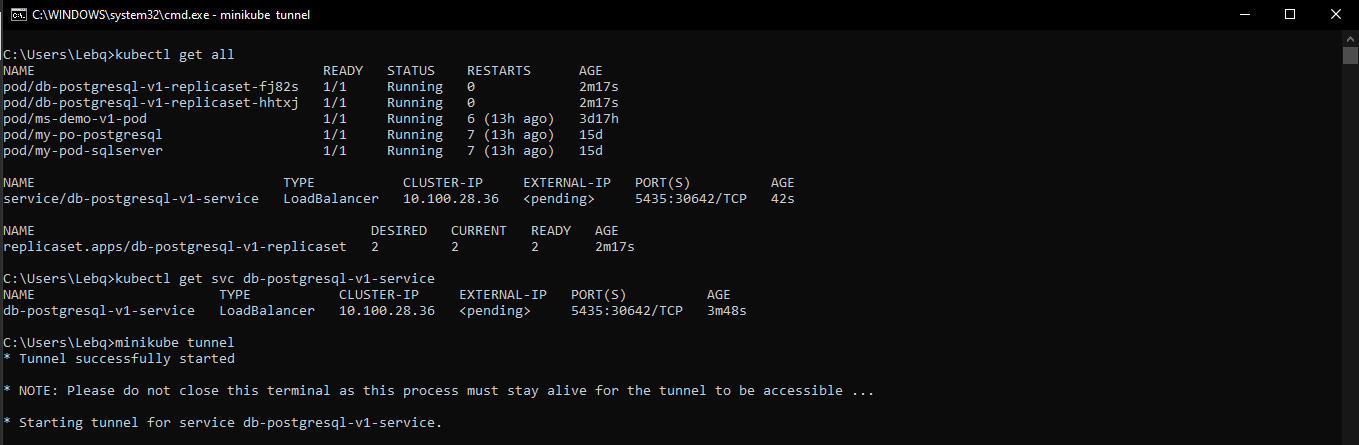 C:\WINDOWS\system32\cmd.exe - minikube tunnel
C:\Users\Lebq>kubectl get all
NAME READY STATUS RESTARTS AGE
pod/db-postgresql-v1-replicaset-fj82s 1/1 Running 0 2m17s
pod/db-postgresql-v1-replicaset-hhtxj 1/1 Running 0 2m17s
pod/ms-demo-v1-pod 1/1 Running 6 (13h ago) 3d17h
pod/my-po-postgresql 1/1 Running 7 (13h ago) 15d
pod/my-pod-sqlserver 1/1 Running 7 (13h ago) 15d
NAME TYPE CLUSTER-IP EXTERNAL-IP PORT(S) AGE
service/db-postgresql-v1-service LoadBalancer 10.100.28.36 <pending> 5435:30642/TCP 42s
NAME DESIRED CURRENT READY AGE
replicaset.apps/db-postgresql-v1-replicaset 2 2 2 2m17s
C:\Users\Lebq>kubectl get svc db-postgresql-v1-service
NAME TYPE CLUSTER-IP EXTERNAL-IP PORT(S) AGE
db-postgresql-v1-service LoadBalancer 10.100.28.36 <pending> 5435:30642/TCP 3m48s
C:\Users\Lebq>minikube tunnel
* Tunnel successfully started
* NOTE: Please do not close this terminal as this process must stay alive for the tunnel to be accessible ...
* Starting tunnel for service db-postgresql-v1-service.